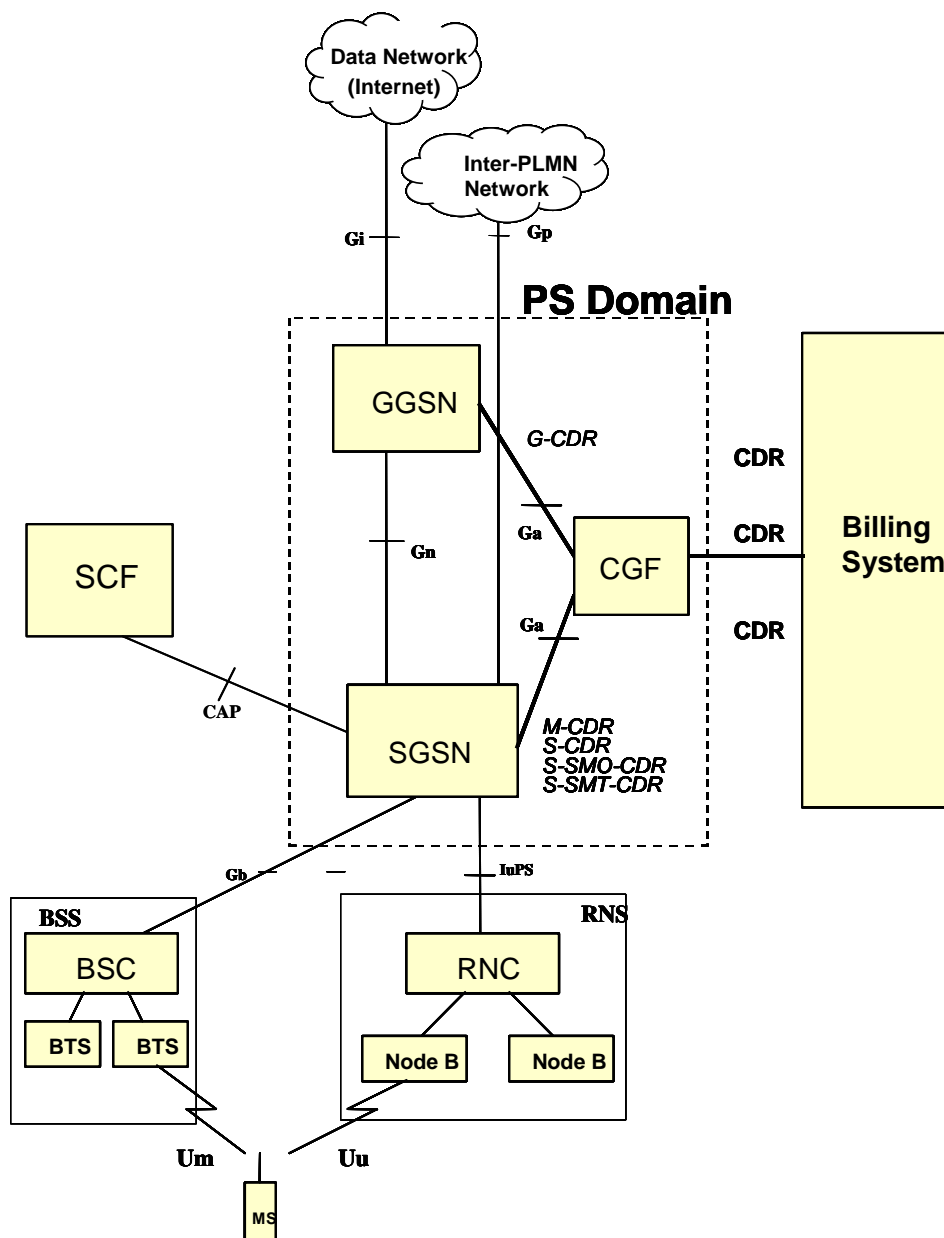 Data Network
(Internet)
Inter-PLMN
Network
Gi
Gp
PS Domain
GGSN
G-CDR
CDR
Ga
Gn
SCF
CGF
CDR
Billing
System
Ga
CDR
CAP
SGSN
M-CDR
S-CDR
S-SMO-CDR
S-SMT-CDR
Gb
IuPS
BSS
RNS
BSC
RNC
BTS
BTS
Node B
Node B
Um
Uu
MS